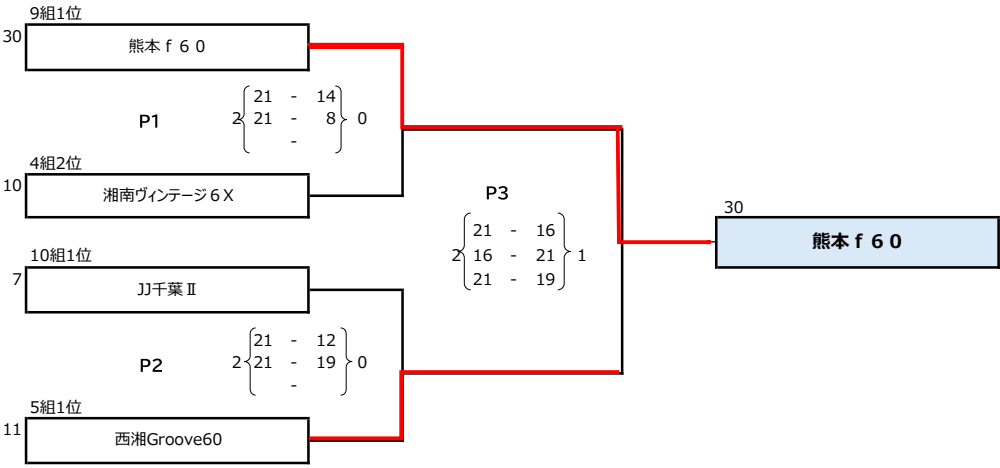 9組1位
30
熊本ｆ６０
P1
2 21 - 14 0
21 - 8
-
4組2位
10
湘南ヴィンテージ６X
P3
2 21 - 16 1
16 - 21
21 - 19
30
熊本ｆ６０
10組1位
7
JJ千葉Ⅱ
P2
2 21 - 12 0
21 - 19
-
5組1位
11
西湘Groove60